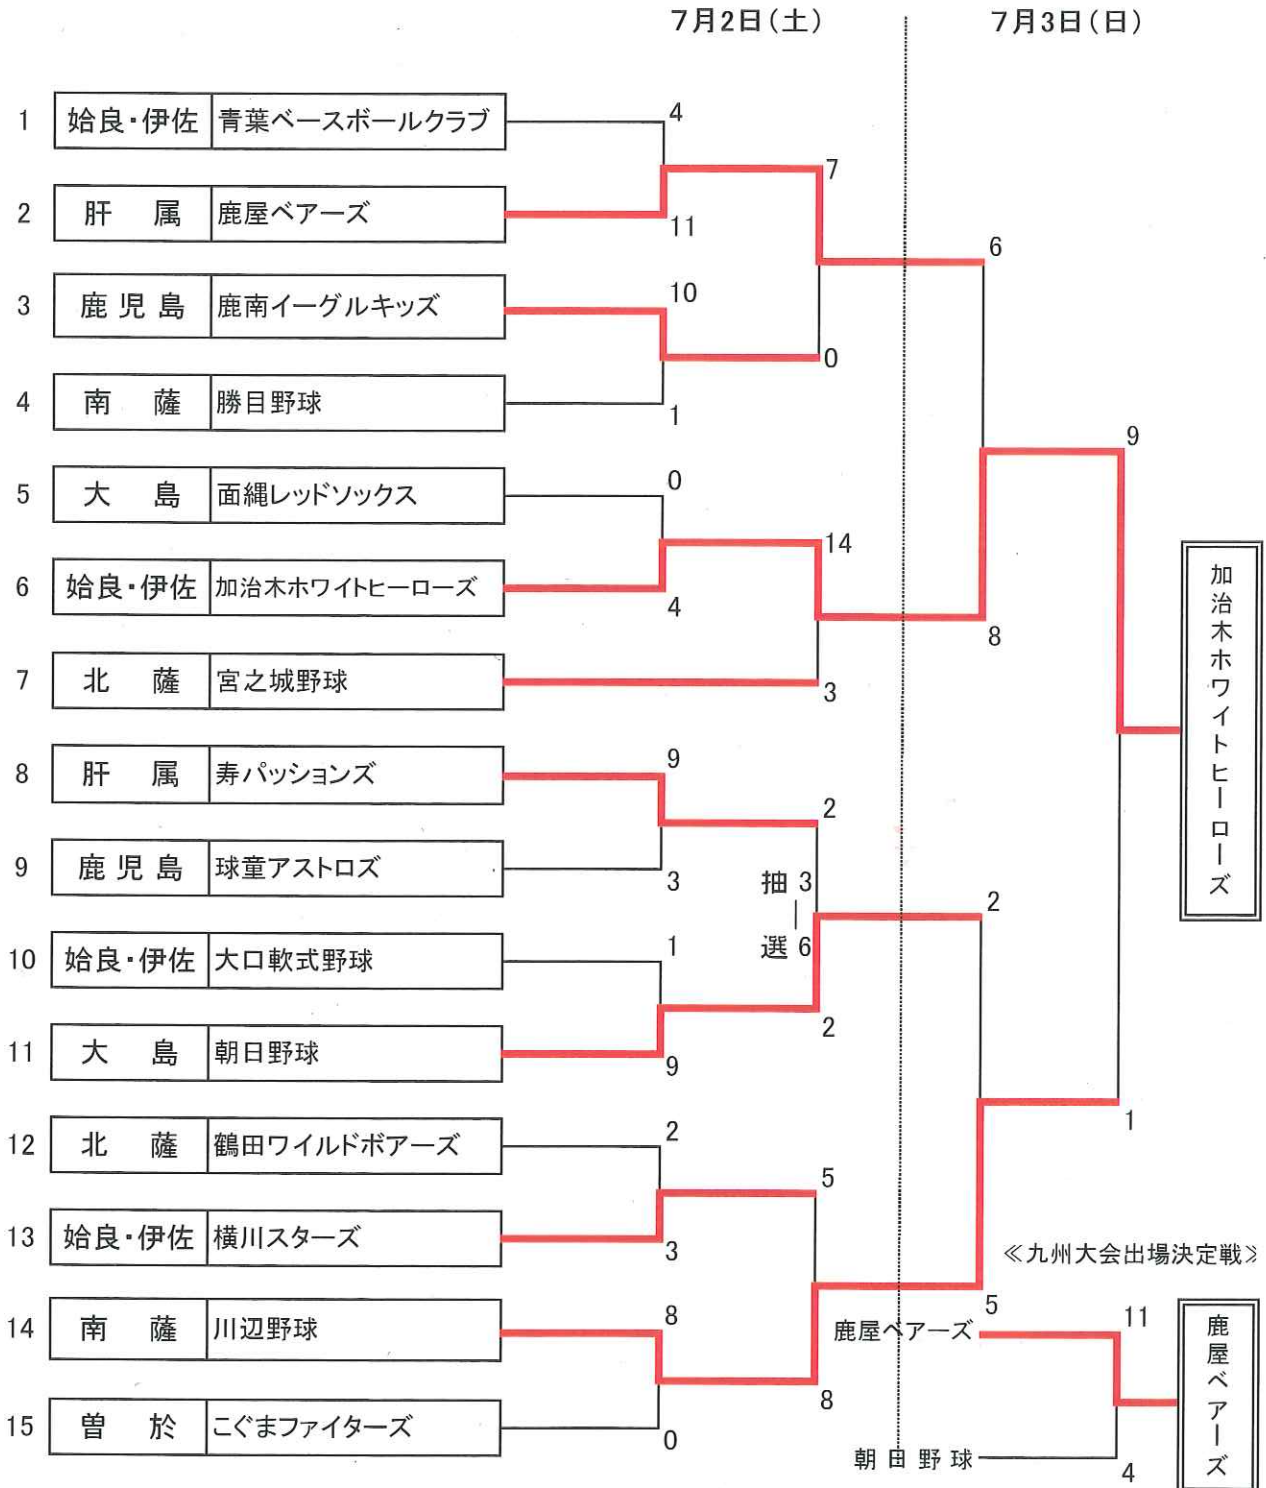 7月2日(土)
7月3日(日)
1 姶良・伊佐 青葉ベースボールクラブ
4
7
2 肝 属 鹿屋ベアーズ
11
6
3 鹿児島 鹿南イーグルキッズ
10
0
4 南 薩 勝目野球
1
9
5 大 島 面縄レッドソックス
0
14
6 姶良・伊佐 加治木ホワイトヒーローズ
4
8
7 北 薩 宮之城野球
3
加治木ホワイトヒーローズ
8 肝 属 寿パッションズ
9
2
9 鹿児島 球童アストロズ
3
抽 3
|
選 6
2
10 姶良・伊佐 大口軟式野球
1
2
11 大 島 朝日野球
9
12 北 薩 鶴田ワイルドボアーズ
2
1
5
13 姶良・伊佐 横川スターズ
3
≪九州大会出場決定戦≫
14 南 薩 川辺野球
8
5
鹿屋ベアーズ
11
鹿屋ベアーズ
15 曽 於 こぐまファイターズ
0
8
朝日野球
4